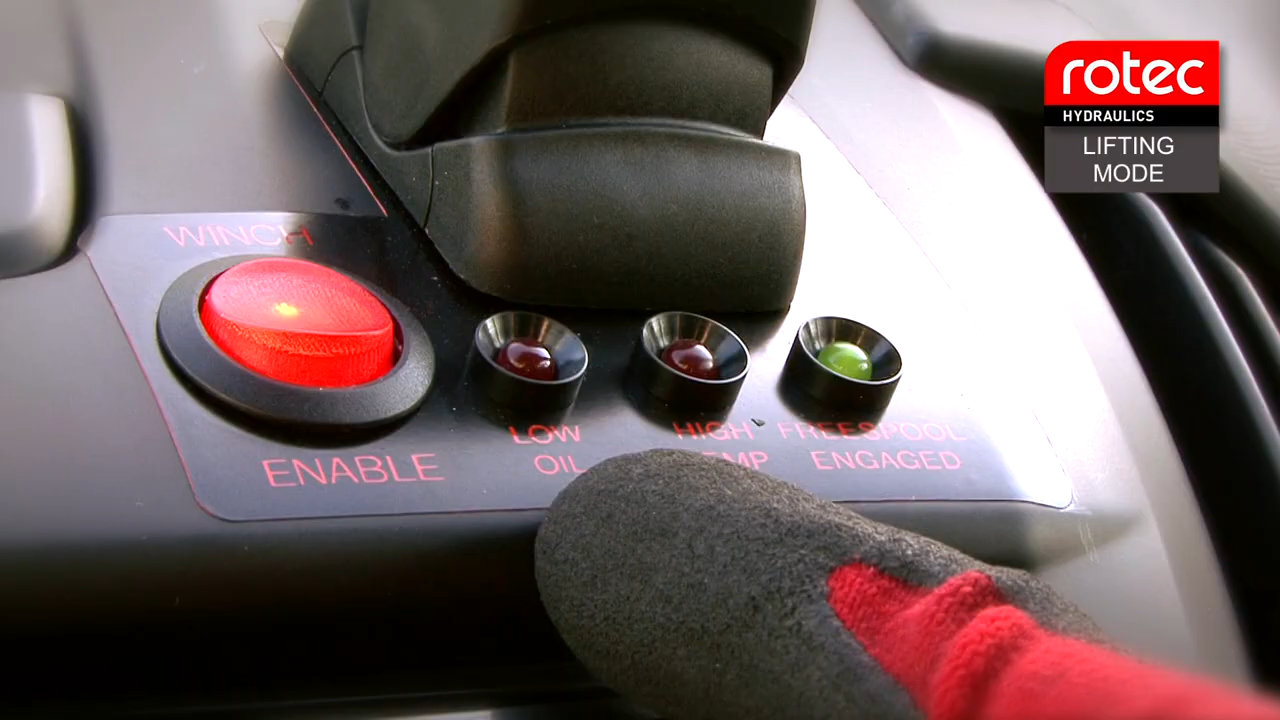 rotec
HYDRAULICS
LIFTING
MODE
WINCH
ENABLE
LOW
OIL
HIGH
FREESPOOL
ENGAGED